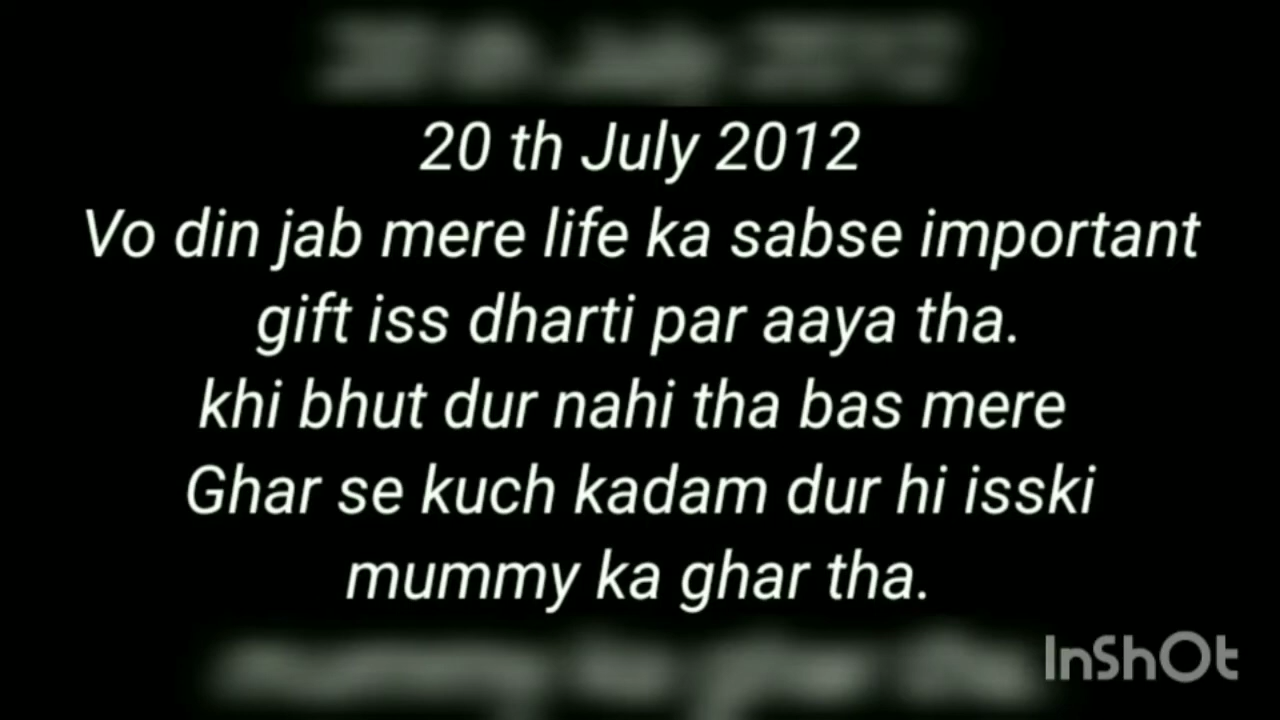 20 th July 2012
Vo din jab mere life ka sabse important
gift iss dharti par aaya tha.
khi bhut dur nahi tha bas mere
Ghar se kuch kadam dur hi isski
mummy ka ghar tha.
InShOt